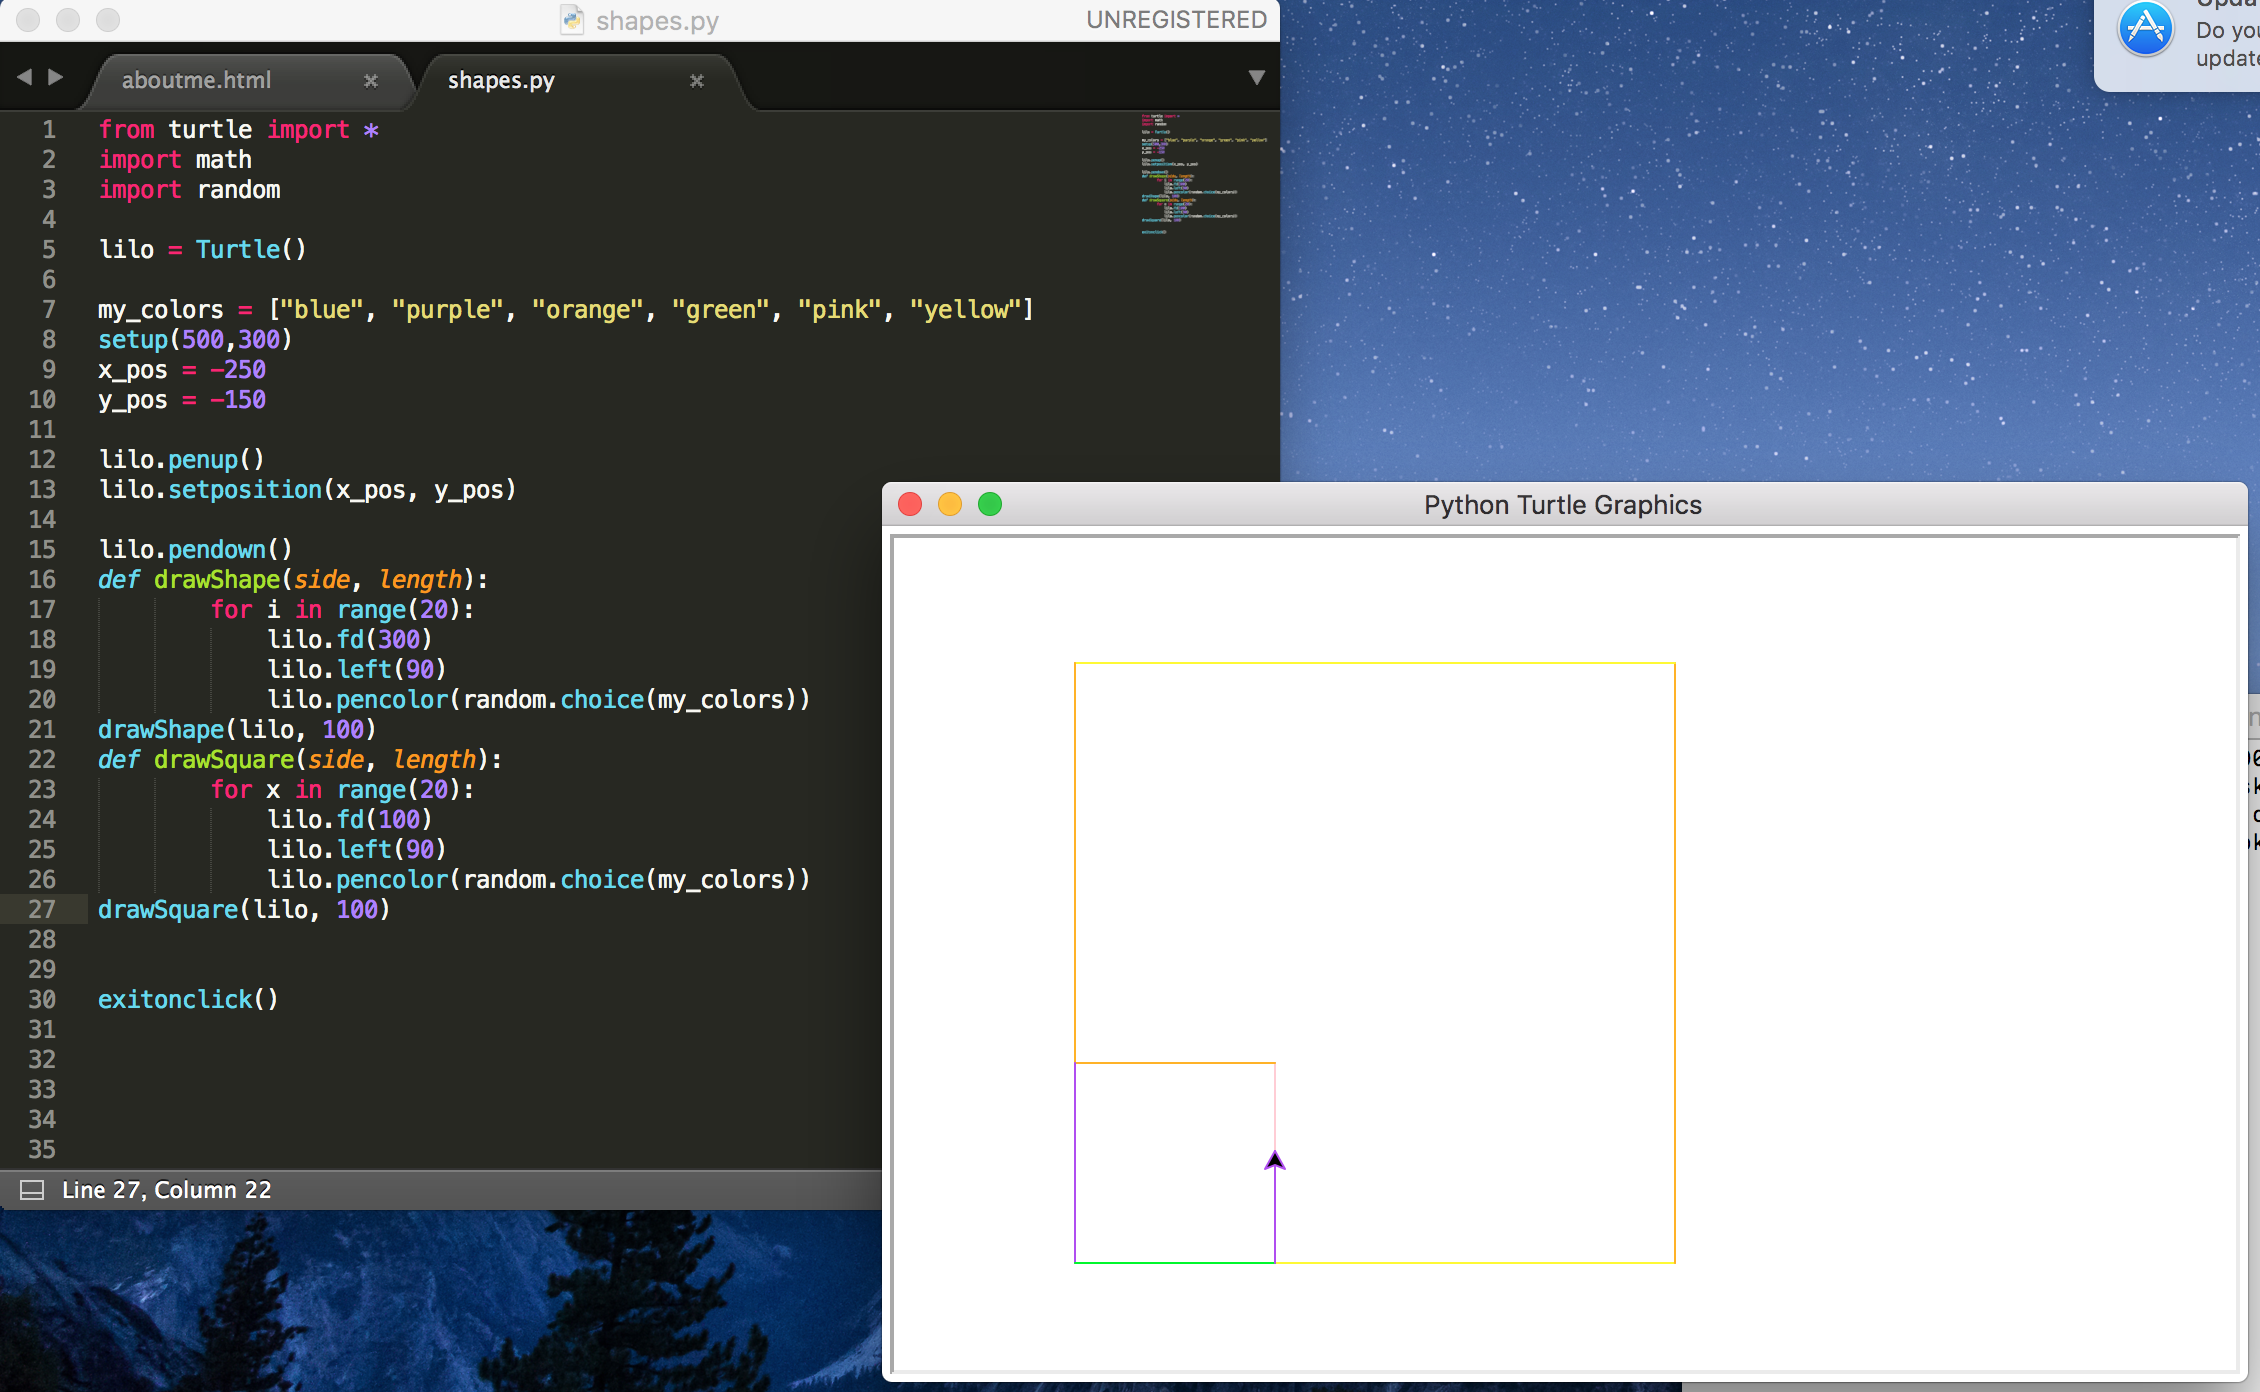 shapes.py
UNREGISTERED
aboutme.html
shapes.py
1 from turtle import *
2 import math
3 import random
4
5 lilo = Turtle()
6
7 my_colors = ["blue", "purple", "orange", "green", "pink", "yellow"]
8 setup(500,300)
9 x_pos = -250
10 y_pos = -150
11
12 lilo.penup()
13 lilo.setposition(x_pos, y_pos)
14
15 lilo.pendown()
16 def drawShape(side, length):
17 for i in range(20):
18 lilo.fd(300)
19 lilo.left(90)
20 lilo.pencolor(random.choice(my_colors))
21 drawShape(lilo, 100)
22 def drawSquare(side, length):
23 for x in range(20):
24 lilo.fd(100)
25 lilo.left(90)
26 lilo.pencolor(random.choice(my_colors))
27 drawSquare(lilo, 100)
28
29
30 exitonclick()
31
32
33
34
35
Line 27, Column 22
Python Turtle Graphics
Do you
update